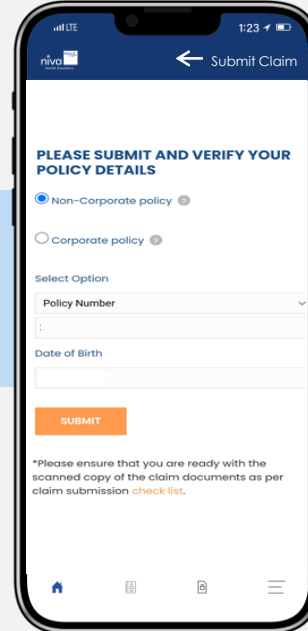 LTE 1:23
niva
Health Insurance
← Submit Claim
PLEASE SUBMIT AND VERIFY YOUR
POLICY DETAILS
Non-Corporate policy ?
Corporate policy ?
Select Option
Policy Number
:
Date of Birth
SUBMIT
*Please ensure that you are ready with the
scanned copy of the claim documents as per
claim submission check list.